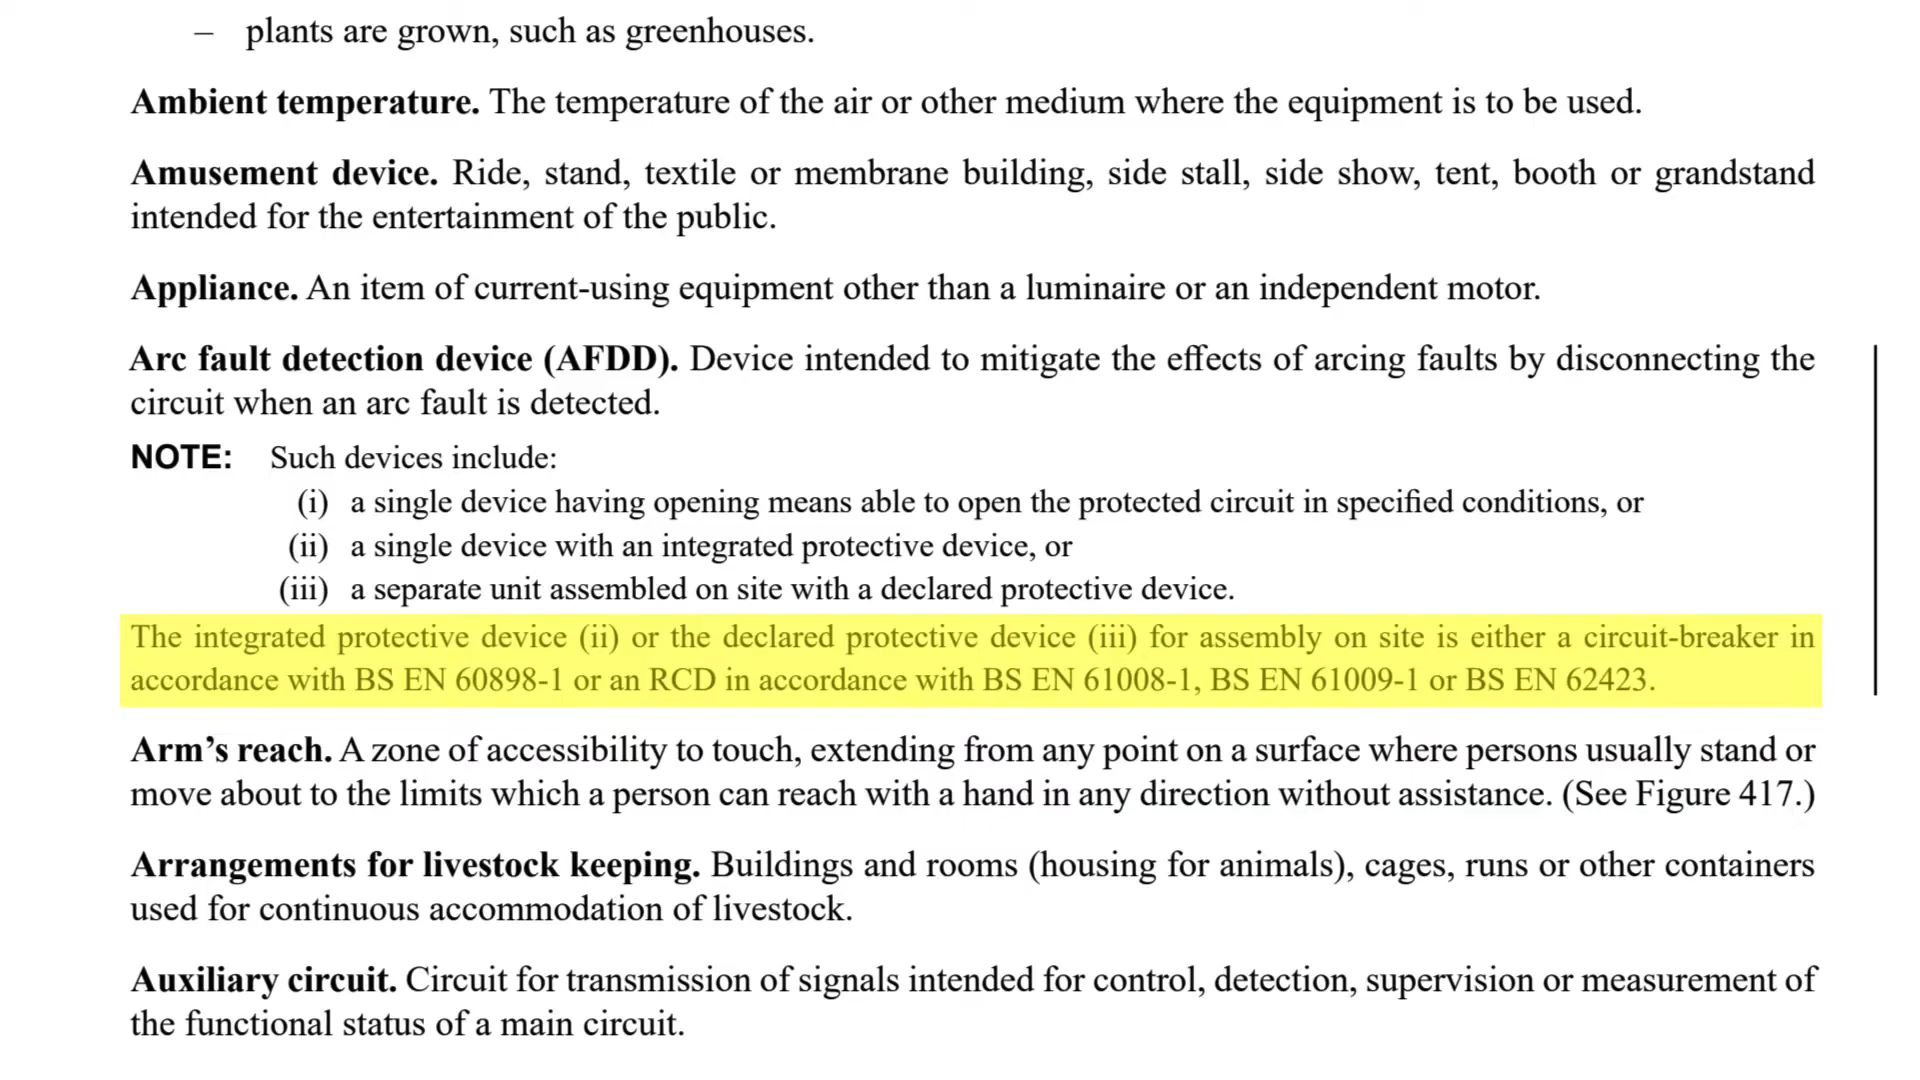 – plants are grown, such as greenhouses.
Ambient temperature. The temperature of the air or other medium where the equipment is to be used.
Amusement device. Ride, stand, textile or membrane building, side stall, side show, tent, booth or grandstand
intended for the entertainment of the public.
Appliance. An item of current-using equipment other than a luminaire or an independent motor.
Arc fault detection device (AFDD). Device intended to mitigate the effects of arcing faults by disconnecting the
circuit when an arc fault is detected.
NOTE: Such devices include:
(i) a single device having opening means able to open the protected circuit in specified conditions, or
(ii) a single device with an integrated protective device, or
(iii) a separate unit assembled on site with a declared protective device.
The integrated protective device (ii) or the declared protective device (iii) for assembly on site is either a circuit-breaker in
accordance with BS EN 60898-1 or an RCD in accordance with BS EN 61008-1, BS EN 61009-1 or BS EN 62423.
Arm’s reach. A zone of accessibility to touch, extending from any point on a surface where persons usually stand or
move about to the limits which a person can reach with a hand in any direction without assistance. (See Figure 417.)
Arrangements for livestock keeping. Buildings and rooms (housing for animals), cages, runs or other containers
used for continuous accommodation of livestock.
Auxiliary circuit. Circuit for transmission of signals intended for control, detection, supervision or measurement of
the functional status of a main circuit.